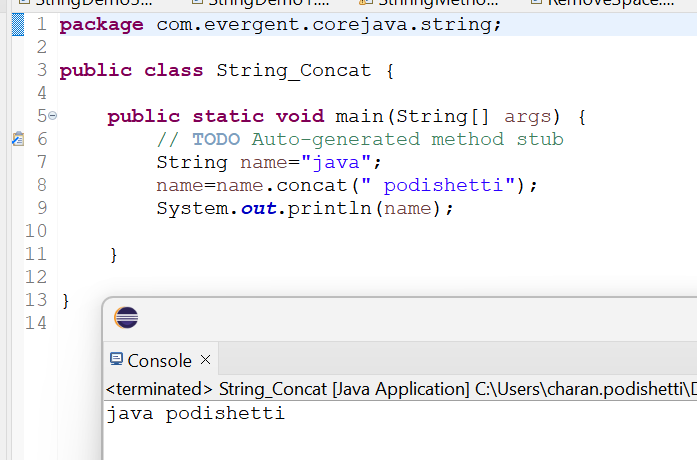 StringDemo1....
RemoveSpace....
1 package com.evergent.corejava.string;
2
3 public class String_Concat {
4
5 public static void main(String[] args) {
6 // TODO Auto-generated method stub
7 String name="java";
8 name=name.concat(" podishetti");
9 System.out.println(name);
10
11 }
12
13 }
14
Console
<terminated> String_Concat [Java Application] C:\Users\charan.podishetti\
java podishetti